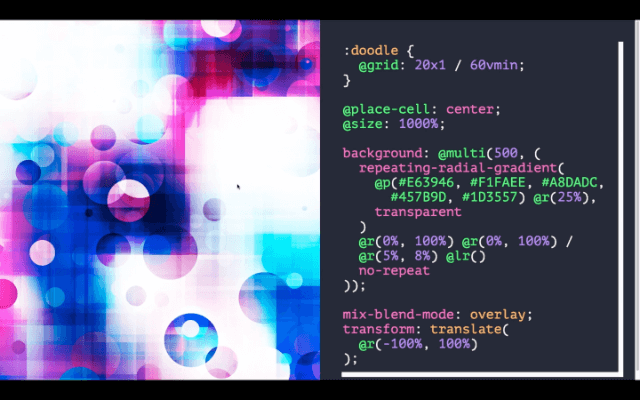 :doodle {
@grid: 20x1 / 60vmin;
}
@place-cell: center;
@size: 1000%;
background: @multi(500, (
repeating-radial-gradient(
@p(#E63946, #F1FAEE, #A8DADC,
#457B9D, #1D3557) @r(25%),
transparent
)
@r(0%, 100%) @r(0%, 100%) /
@r(5%, 8%) @lr()
no-repeat
));
mix-blend-mode: overlay;
transform: translate(
@r(-100%, 100%)
);